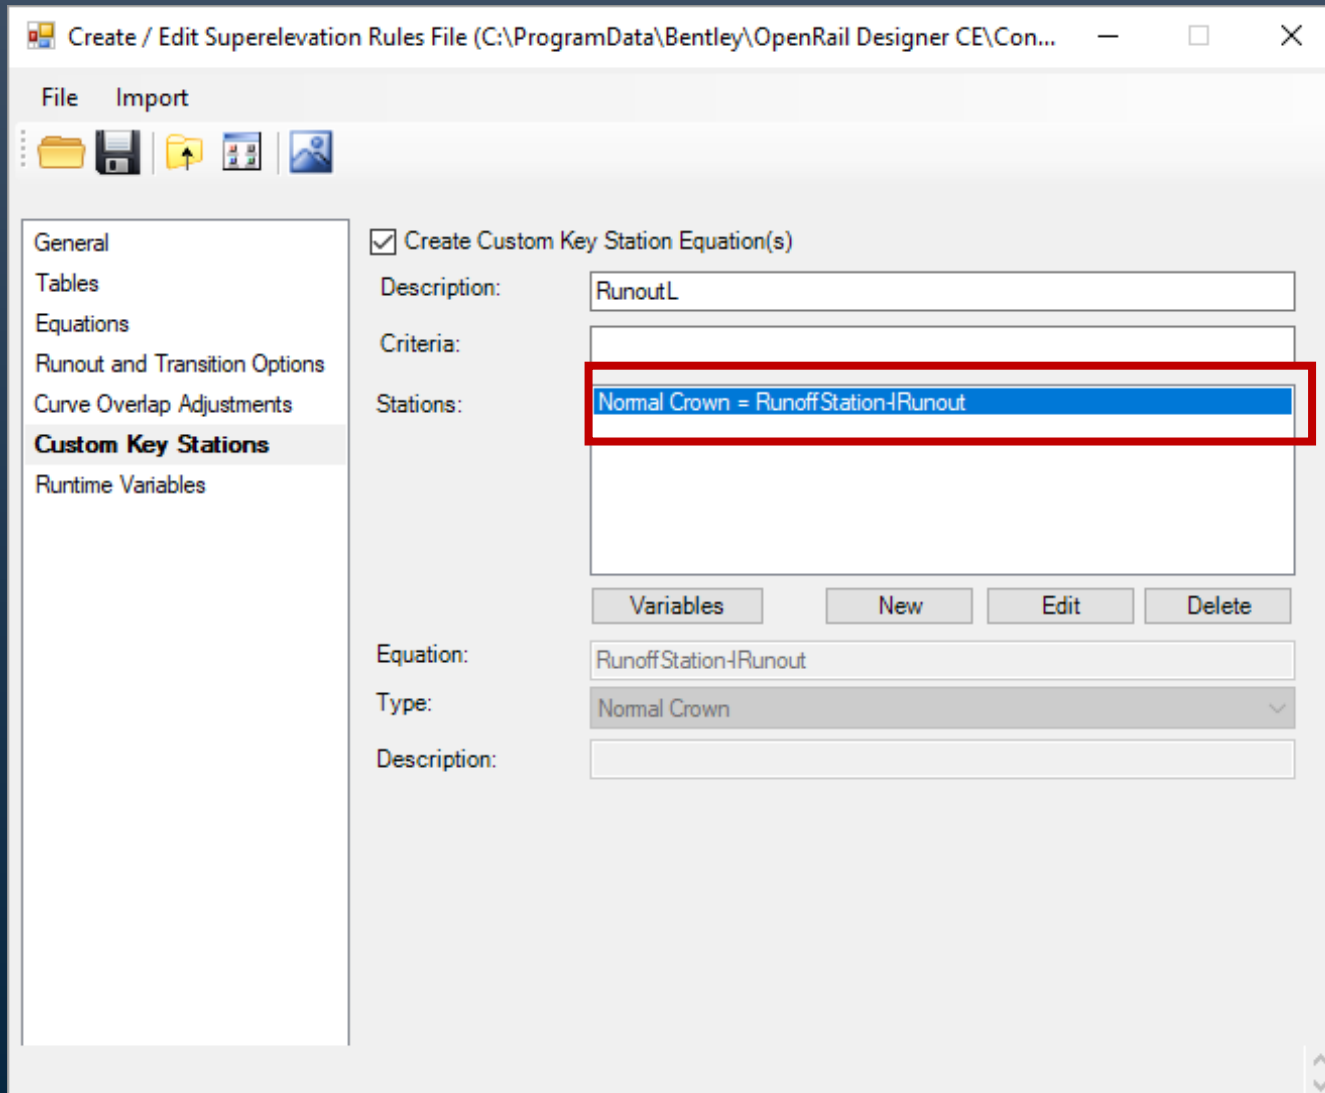 Create / Edit Superelevation Rules File (C:\ProgramData\Bentley\OpenRail Designer CE\Con...
File Import
General
Tables
Equations
Runout and Transition Options
Curve Overlap Adjustments
Custom Key Stations
Runtime Variables
Create Custom Key Station Equation(s)
Description: RunoutL
Criteria:
Stations: Normal Crown = RunoffStation-lRunout
Variables New Edit Delete
Equation: RunoffStation-lRunout
Type: Normal Crown
Description: